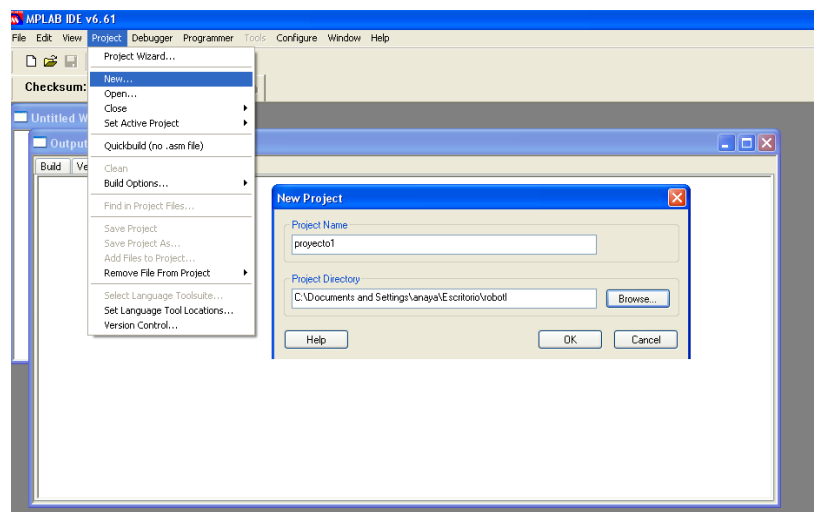 MPLAB IDE v6.61
File Edit View Project Debugger Programmer Tools Configure Window Help
Project Wizard...
Checksum:
New...
Open...
Close
Set Active Project
Untitled W
Output
Quickbuild (no .asm file)
Build Ve
Clean
Build Options...
Find in Project Files...
Save Project
Save Project As...
Add Files to Project...
Remove File From Project
Select Language Toolsuite...
Set Language Tool Locations...
Version Control...
New Project
Project Name
proyecto1
Project Directory
C:\Documents and Settings\anaya\Escritorio\robotl
Browse...
Help OK Cancel